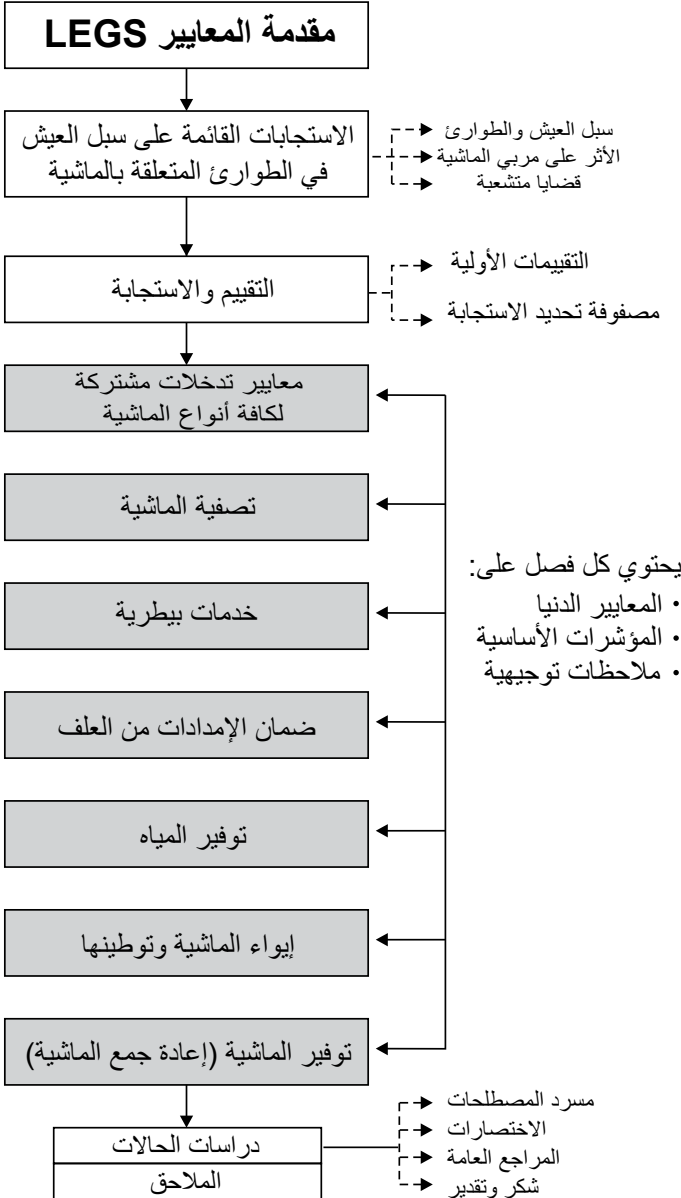 مقدمة المعايير LEGS
الاستجابات القائمة على سبل العيش
في الطوارئ المتعلقة بالماشية
سبل العيش والطوارئ
الأثر على مربي الماشية
قضايا متشعبة
التقييم والاستجابة
التقييمات الأولية
مصفوفة تحديد الاستجابة
معايير تدخلات مشتركة
لكافة أنواع الماشية
تصفية الماشية
خدمات بيطرية
ضمان الإمدادات من العلف
توفير المياه
إيواء الماشية وتوطينها
توفير الماشية (إعادة جمع الماشية)
يحتوي كل فصل على:
• المعايير الدنيا
• المؤشرات الأساسية
• ملاحظات توجيهية
دراسات الحالات
الملاحق
مسرد المصطلحات
الاختصارات
المراجع العامة
شكر وتقدير